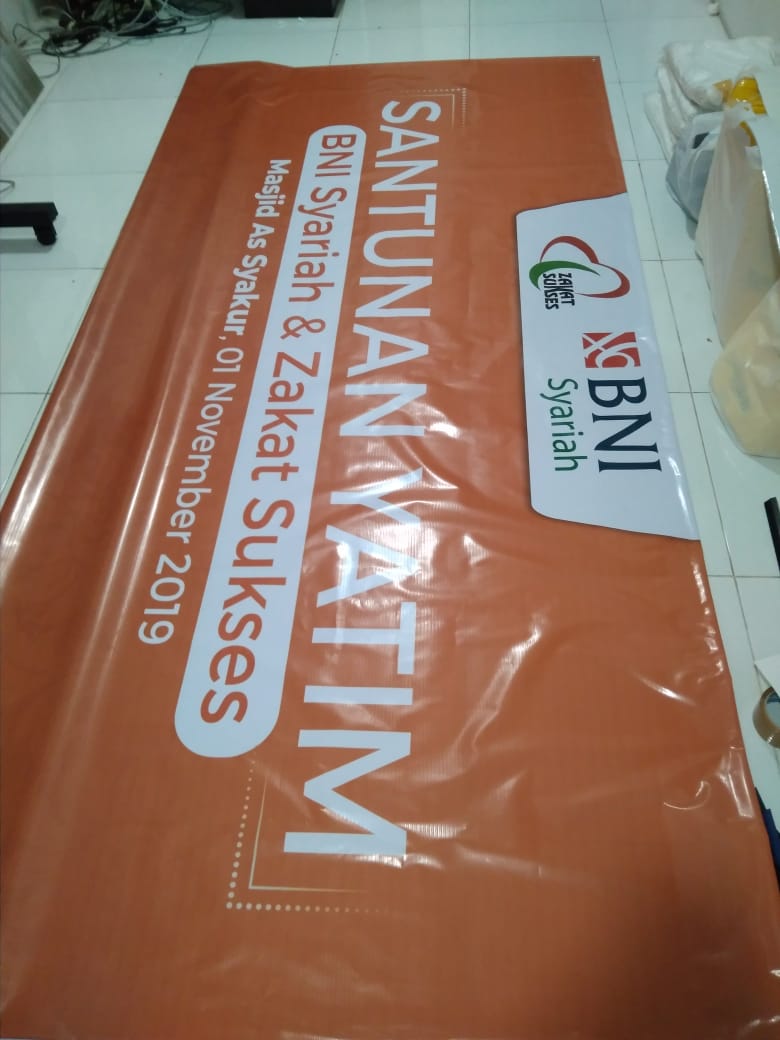 ZAKAT
SUKSES
BNI
Syariah
SANTUNAN YATIM
BNI Syariah & Zakat Sukses
Masjid As Syakur, 01 November 2019